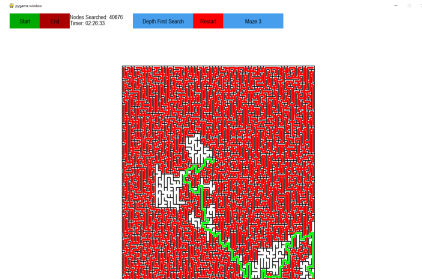 pygame window
Start
End
Nodes Searched: 40676
Timer: 02:26:33
Depth First Search
Restart
Maze 3